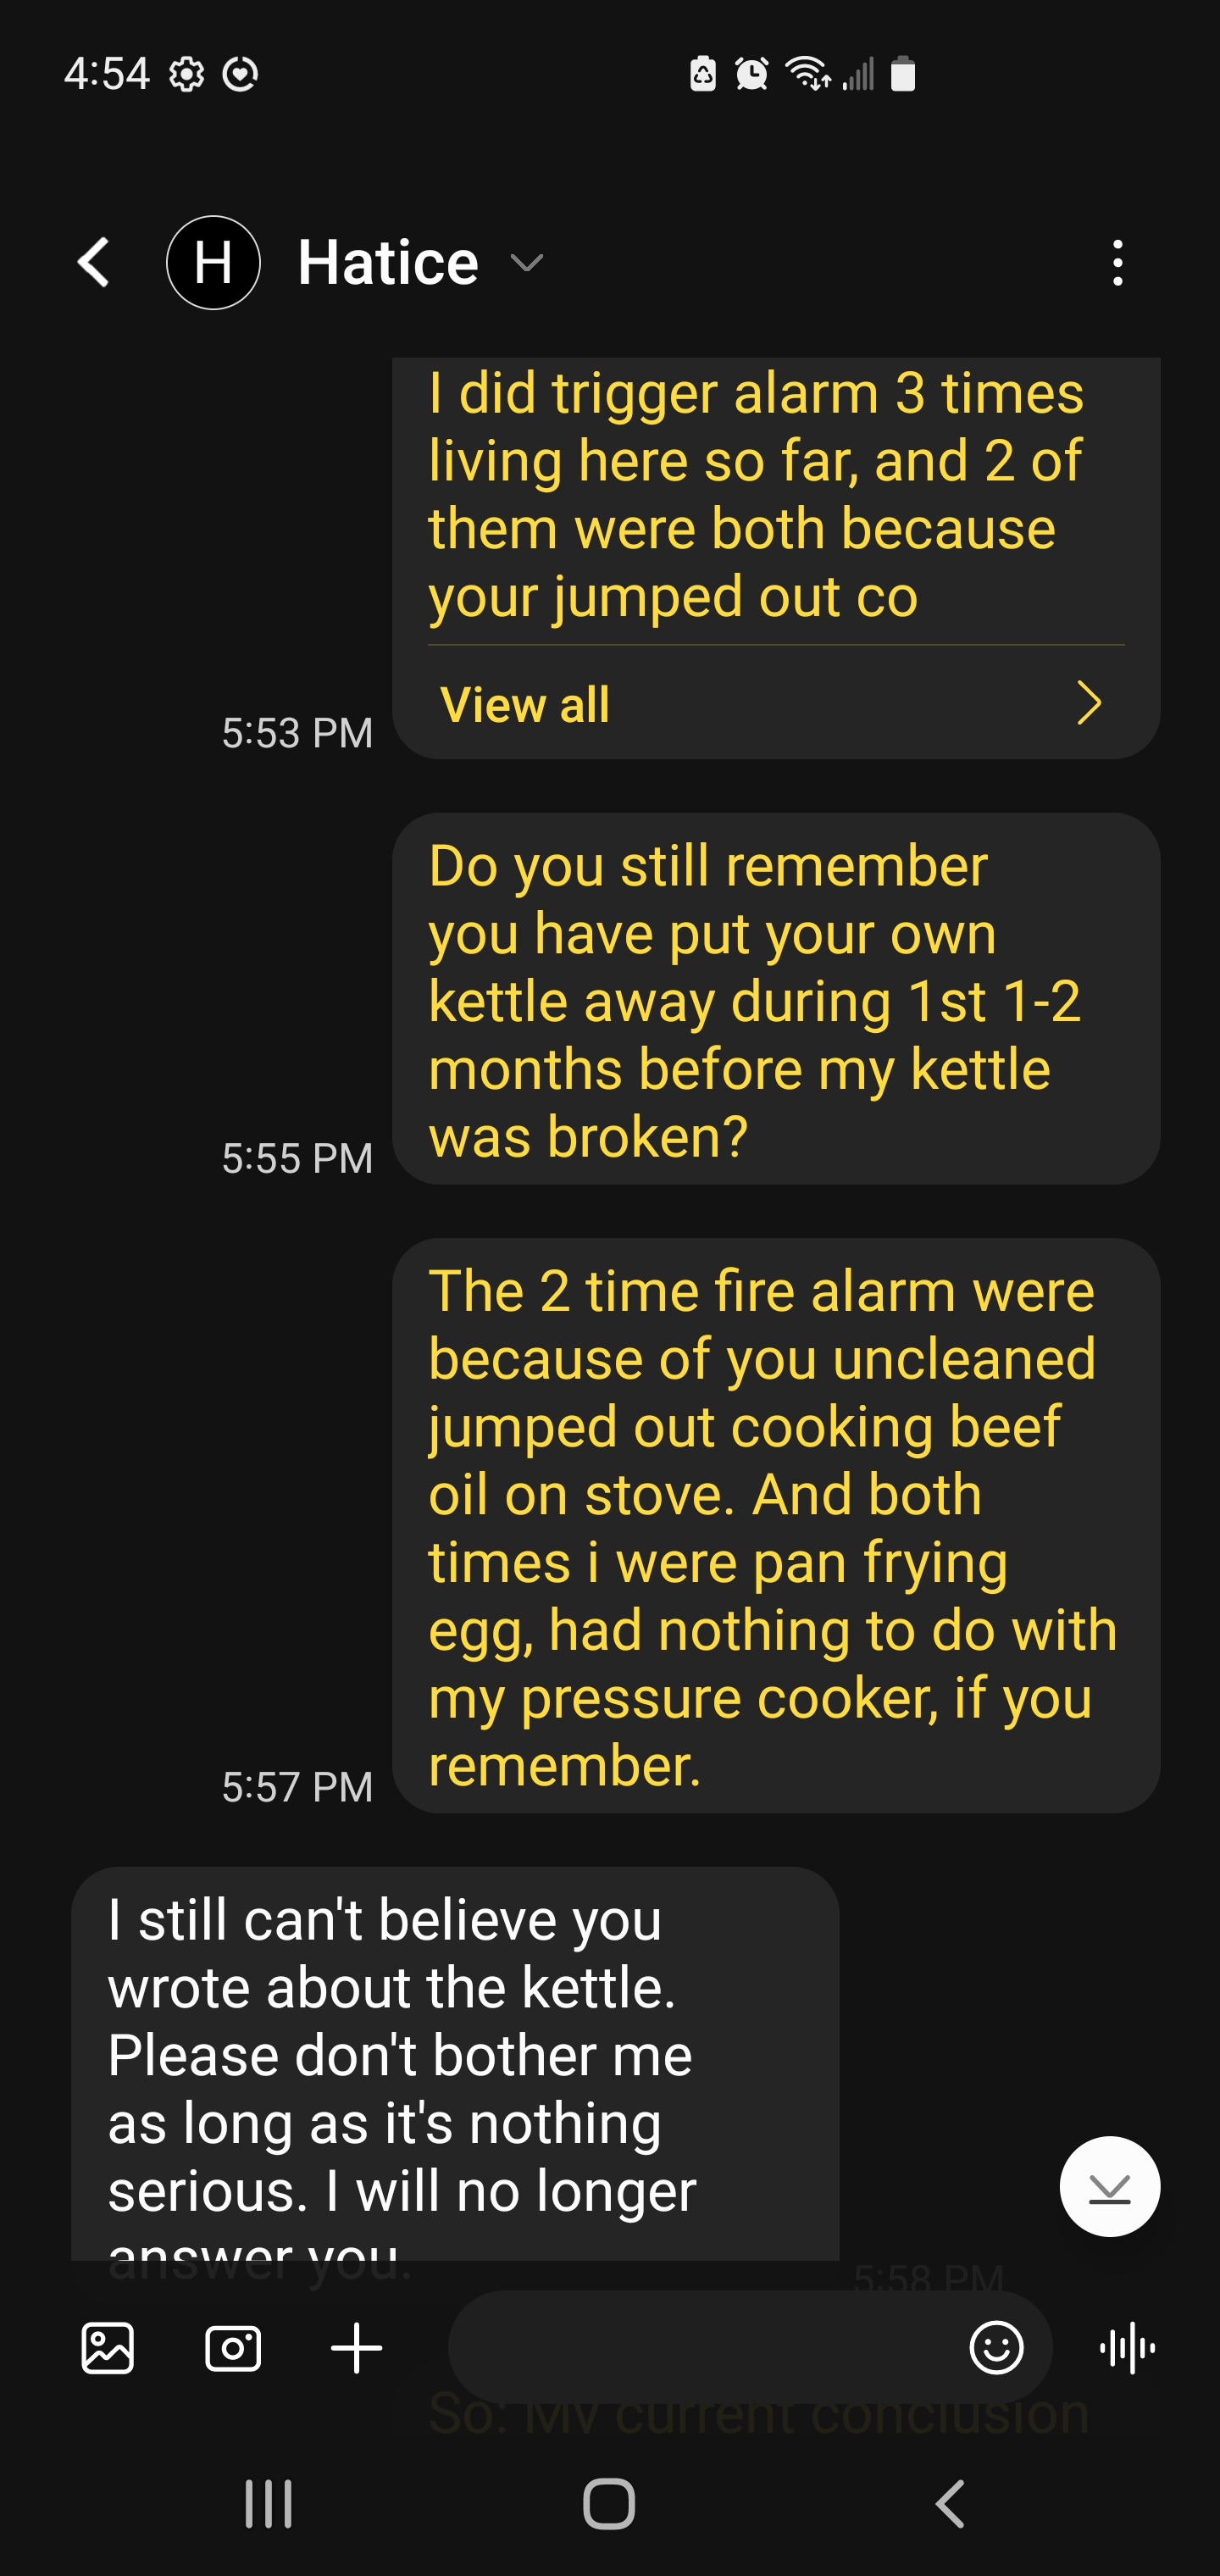 4:54
H
Hatice
I did trigger alarm 3 times
living here so far, and 2 of
them were both because
your jumped out co
View all
5:53 PM
Do you still remember
you have put your own
kettle away during 1st 1-2
months before my kettle
was broken?
5:55 PM
The 2 time fire alarm were
because of you uncleaned
jumped out cooking beef
oil on stove. And both
times i were pan frying
egg, had nothing to do with
my pressure cooker, if you
remember.
5:57 PM
I still can't believe you
wrote about the kettle.
Please don't bother me
as long as it's nothing
serious. I will no longer
answer you.
5:58 PM
So: My current conclusion